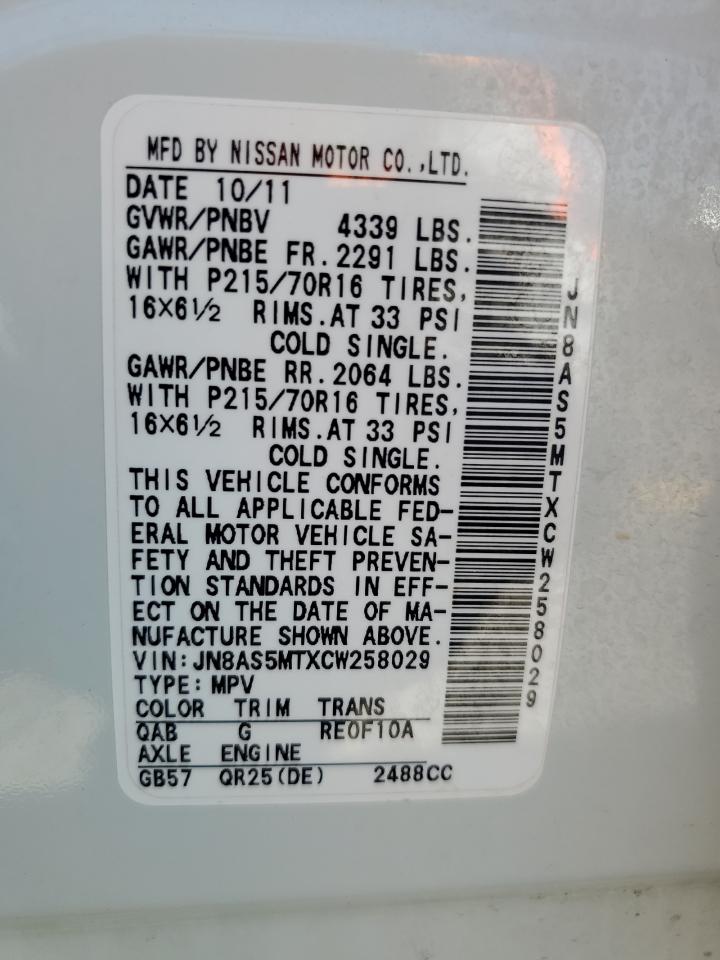 MFD BY NISSAN MOTOR CO.,LTD.
DATE 10/11
GVWR/PNBV 4339 LBS.
GAWR/PNBE FR.2291 LBS.
WITH P215/70R16 TIRES,
16X6½ RIMS.AT 33 PSI
COLD SINGLE.
GAWR/PNBE RR.2064 LBS.
WITH P215/70R16 TIRES,
16X6½ RIMS.AT 33 PSI
COLD SINGLE.
THIS VEHICLE CONFORMS
TO ALL APPLICABLE FED-
ERAL MOTOR VEHICLE SA-
FETY AND THEFT PREVEN-
TION STANDARDS IN EFF-
ECT ON THE DATE OF MA-
NUFACTURE SHOWN ABOVE.
VIN:JN8AS5MTXCW258029
TYPE:MPV
COLOR TRIM TRANS
QAB G RE0F10A
AXLE ENGINE
GB57 QR25(DE) 2488CC
JN8AS5MTXCW258029